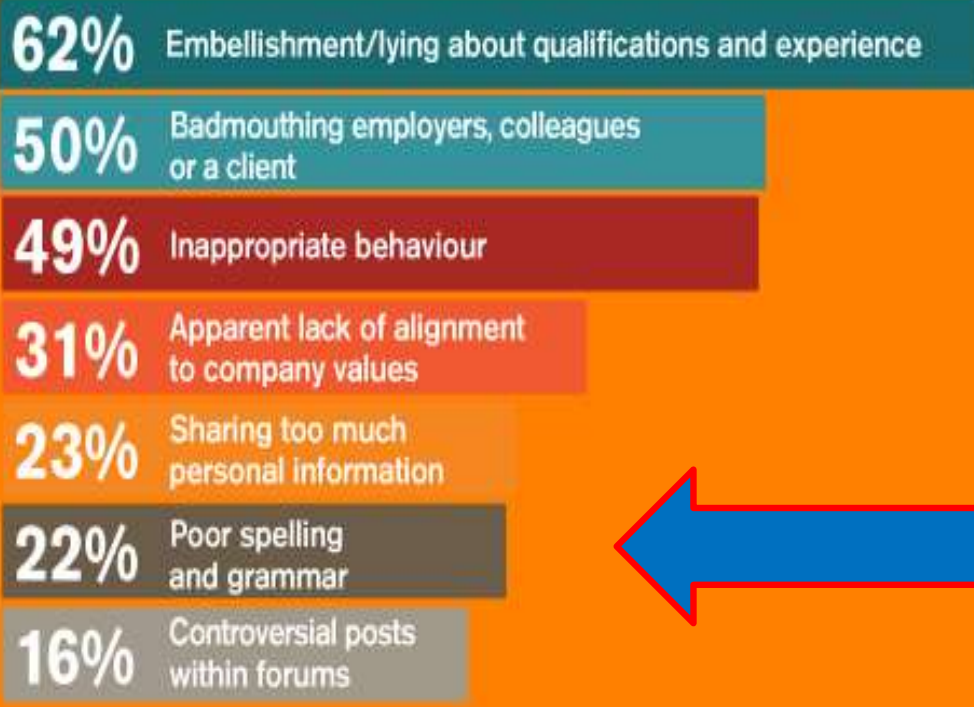 62% Embellishment/lying about qualifications and experience
50% Badmouthing employers, colleagues
or a client
49% Inappropriate behaviour
31% Apparent lack of alignment
to company values
23% Sharing too much
personal information
22% Poor spelling
and grammar
16% Controversial posts
within forums